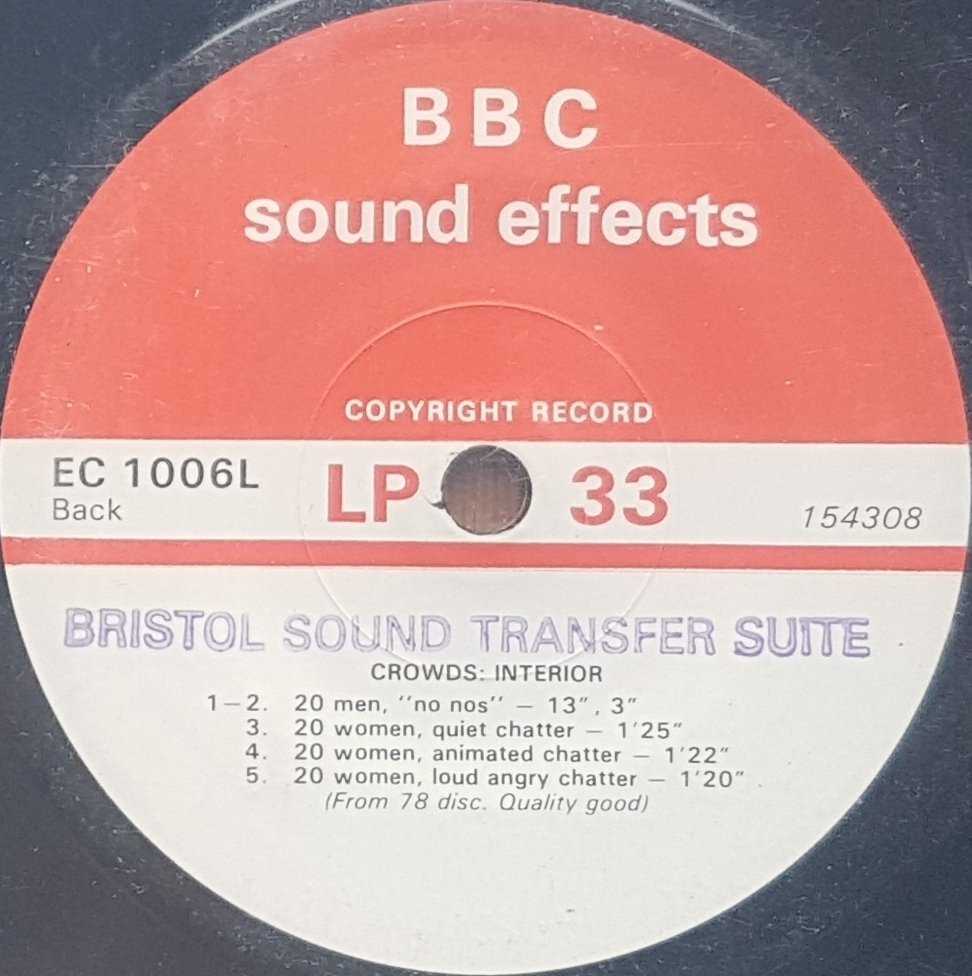 BBC
sound effects
COPYRIGHT RECORD
EC 1006L
Back
LP 33
154308
BRISTOL SOUND TRANSFER SUITE
CROWDS: INTERIOR
1–2. 20 men, ‘‘no nos’’ – 13″, 3″
3. 20 women, quiet chatter – 1′25″
4. 20 women, animated chatter – 1′22″
5. 20 women, loud angry chatter – 1′20″
(From 78 disc. Quality good)